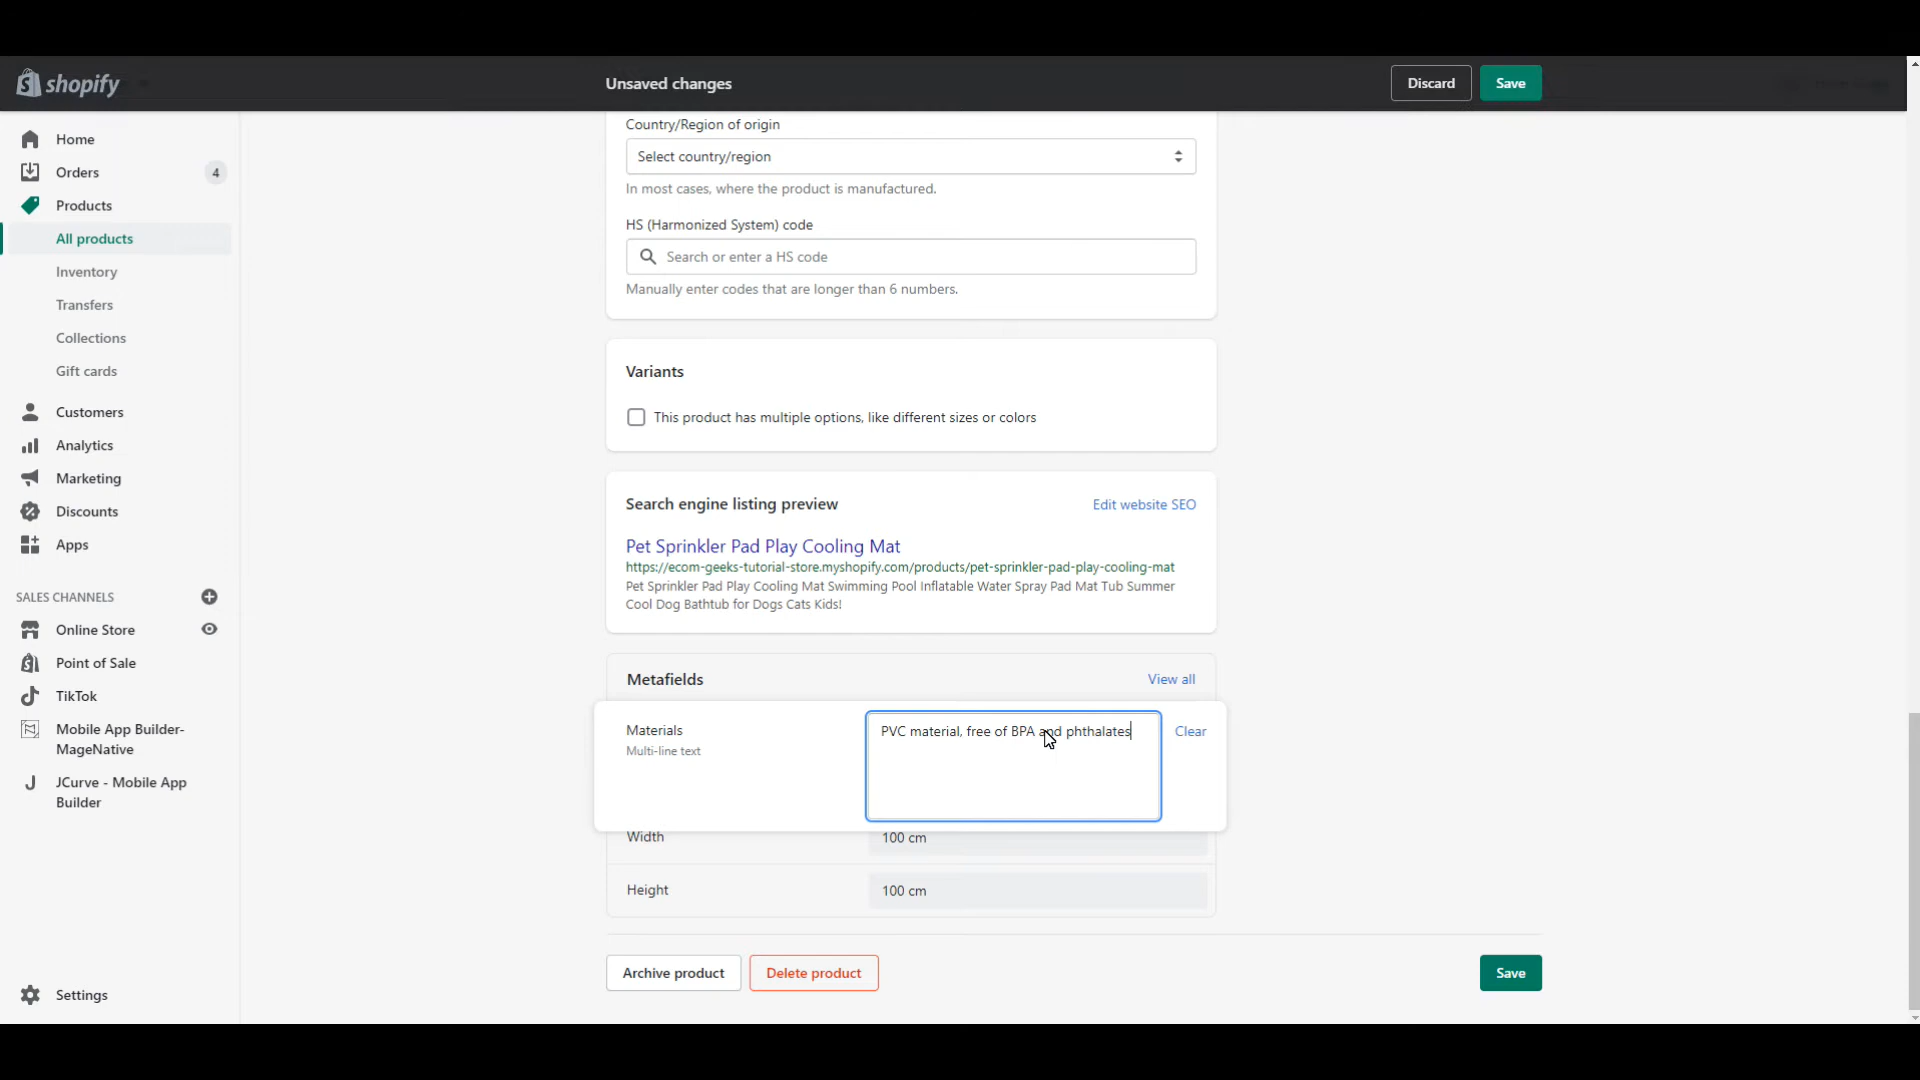 shopify
Unsaved changes
Discard
Save
Home
Orders
4
Products
All products
Inventory
Transfers
Collections
Gift cards
Customers
Analytics
Marketing
Discounts
Apps
SALES CHANNELS
Online Store
Point of Sale
TikTok
Mobile App Builder-
MageNative
JCurve - Mobile App
Builder
Settings
Country/Region of origin
Select country/region
In most cases, where the product is manufactured.
HS (Harmonized System) code
Search or enter a HS code
Manually enter codes that are longer than 6 numbers.
Variants
This product has multiple options, like different sizes or colors
Search engine listing preview
Edit website SEO
Pet Sprinkler Pad Play Cooling Mat
https://ecom-geeks-tutorial-store.myshopify.com/products/pet-sprinkler-pad-play-cooling-mat
Pet Sprinkler Pad Play Cooling Mat Swimming Pool Inflatable Water Spray Pad Mat Tub Summer
Cool Dog Bathtub for Dogs Cats Kids!
Metafields
View all
Materials
Multi-line text
PVC material, free of BPA and phthalates
Clear
Width
100 cm
Height
100 cm
Archive product
Delete product
Save